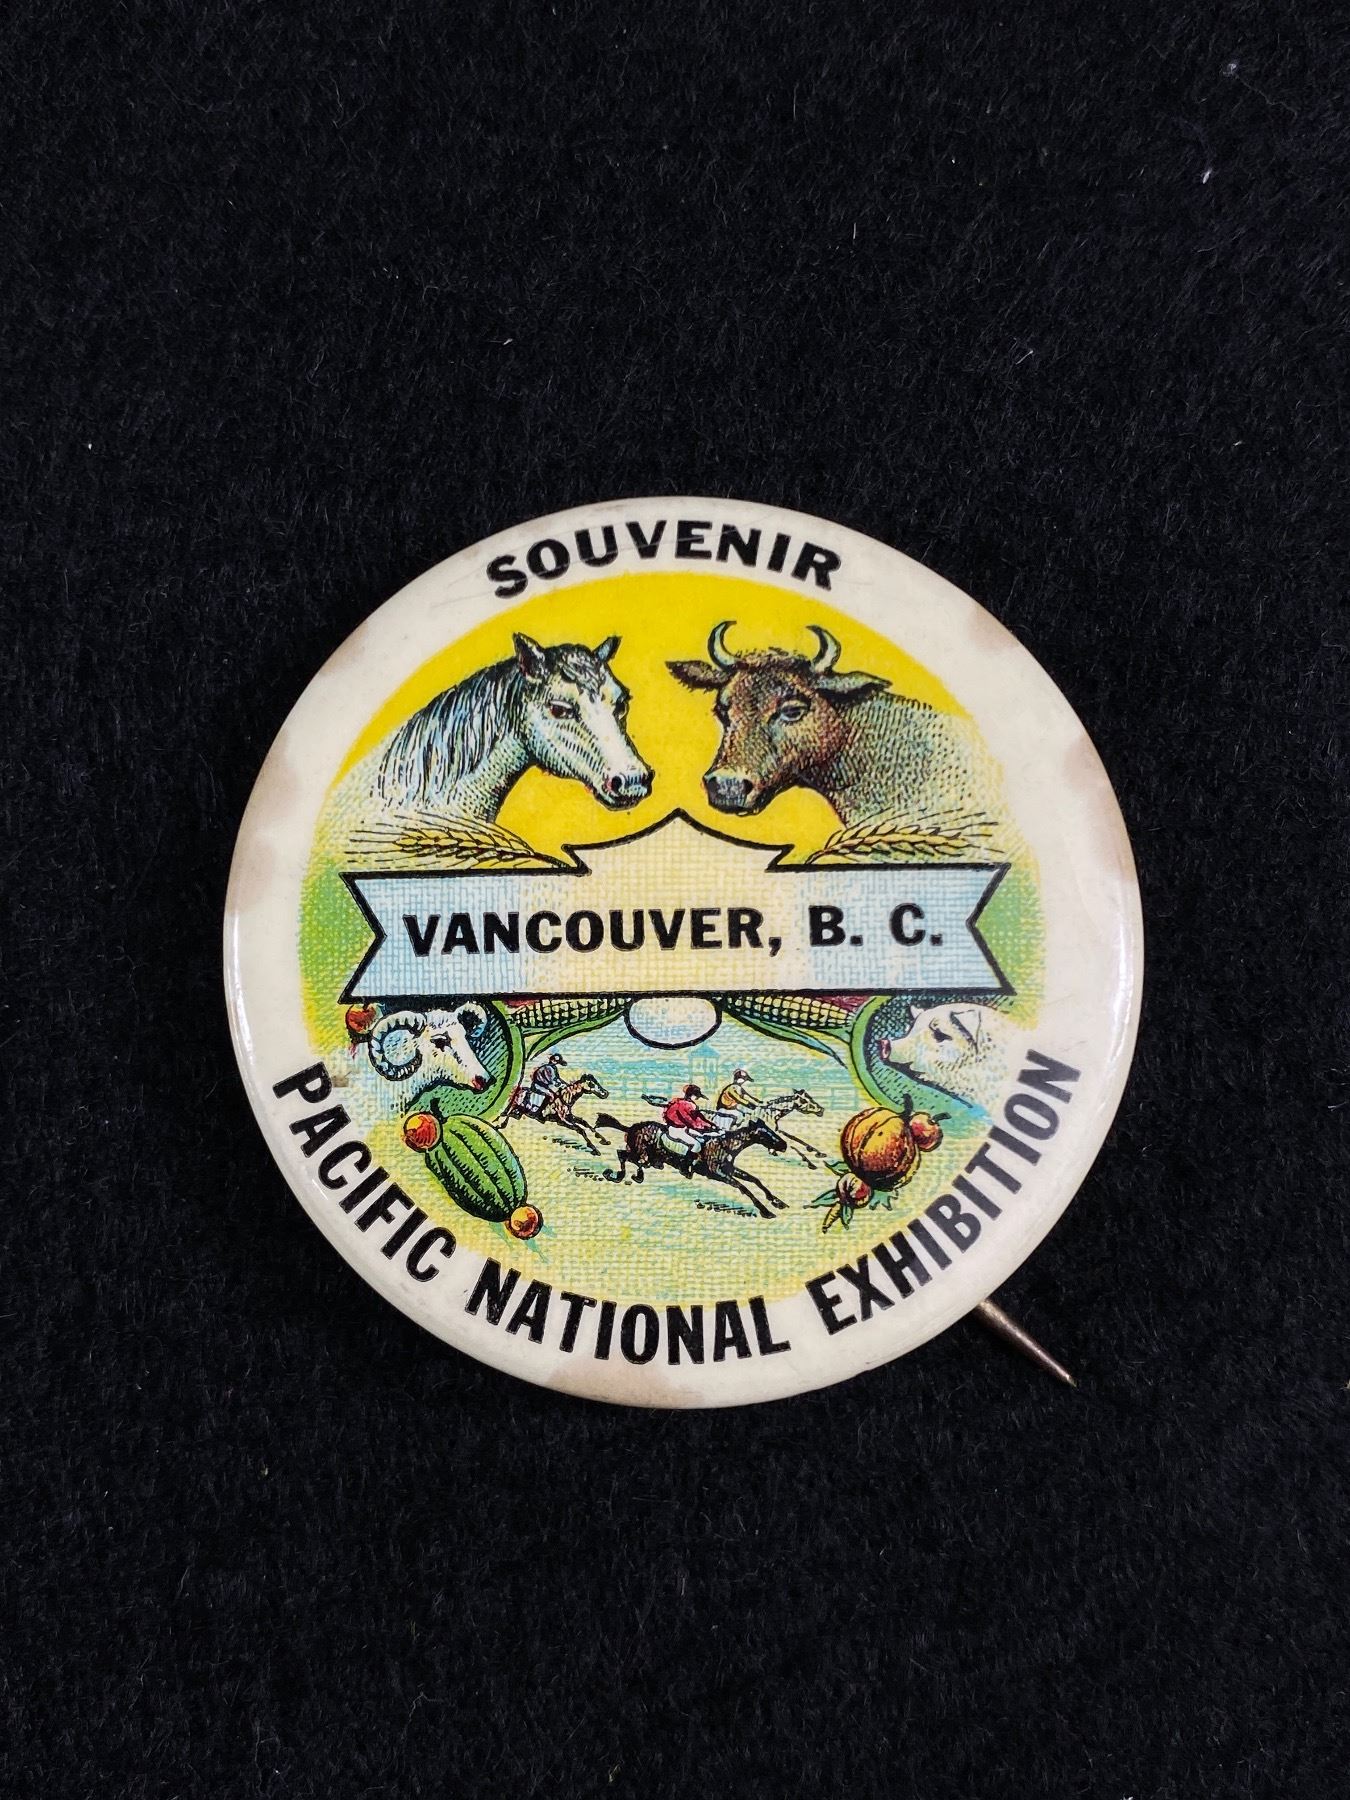 SOUVENIR
VANCOUVER, B. C.
PACIFIC NATIONAL EXHIBITION